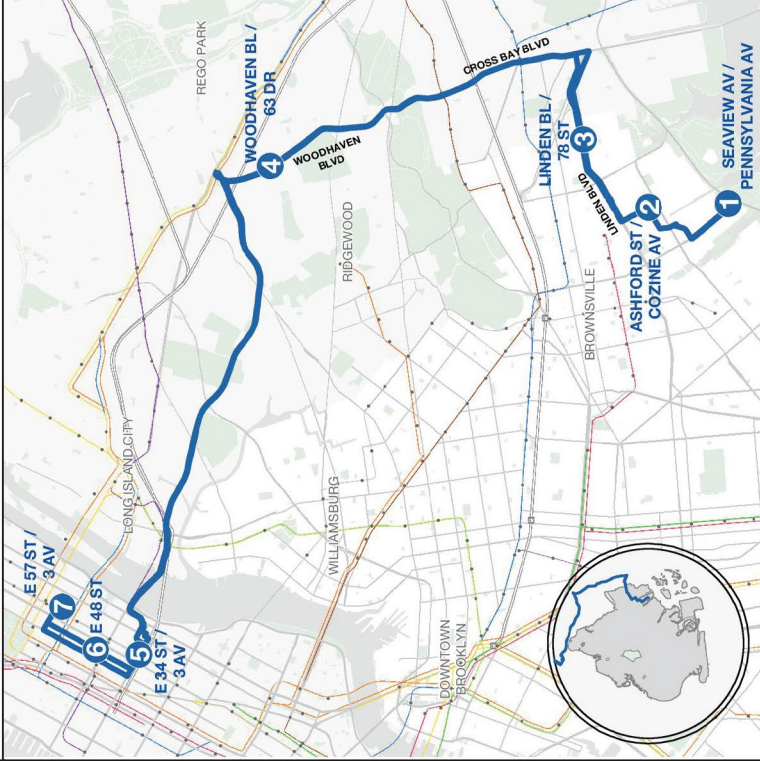 REGO PARK
WOODHAVEN BL /
63 DR
4
WOODHAVEN
BLVD
CROSS BAY BLVD
LINDEN BL /
78 ST
3
LINDEN BLVD
SEAVIEW AV /
PENNSYLVANIA AV
1
2
ASHFORD ST /
COZINE AV
RIDGEWOOD
BROWNSVILLE
LONG ISLAND CITY
WILLIAMSBURG
E 57 ST /
3 AV
7
E 48 ST
6
5
E 34 ST /
3 AV
DOWNTOWN
BROOKLYN